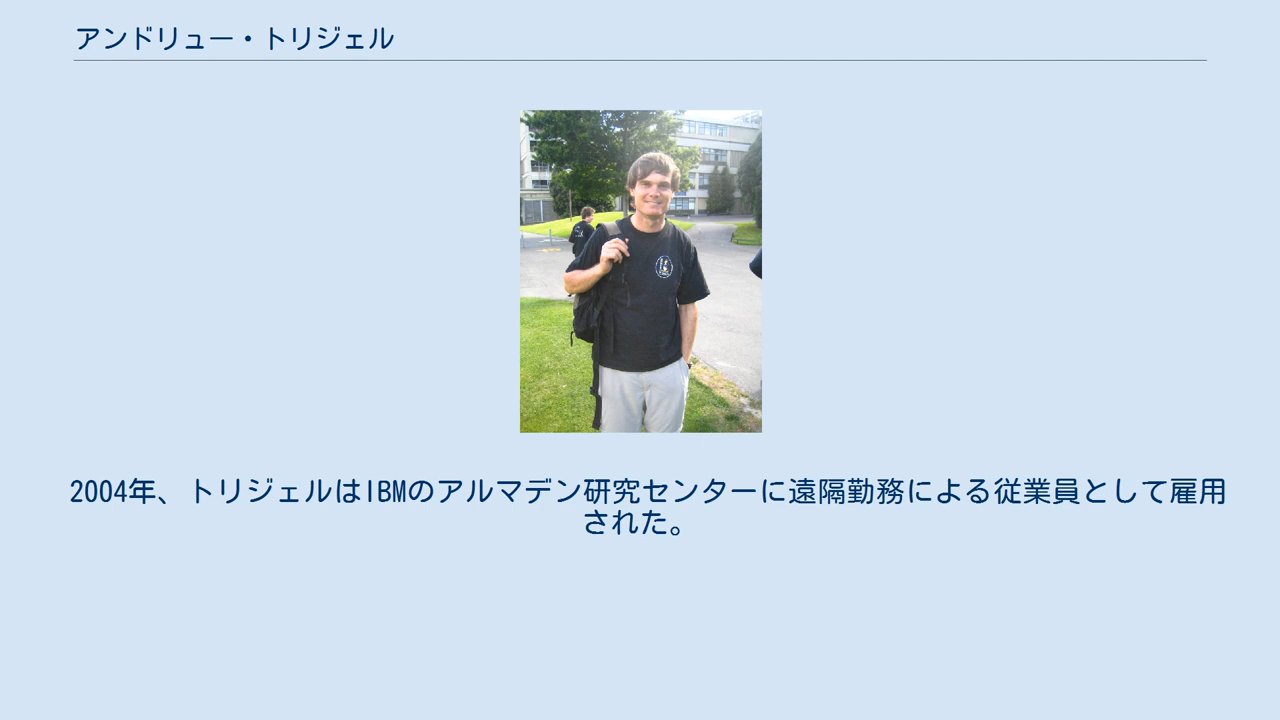 アンドリュー・トリジェル
2004年、トリジェルはIBMのアルマデン研究センターに遠隔勤務による従業員として雇用
された。